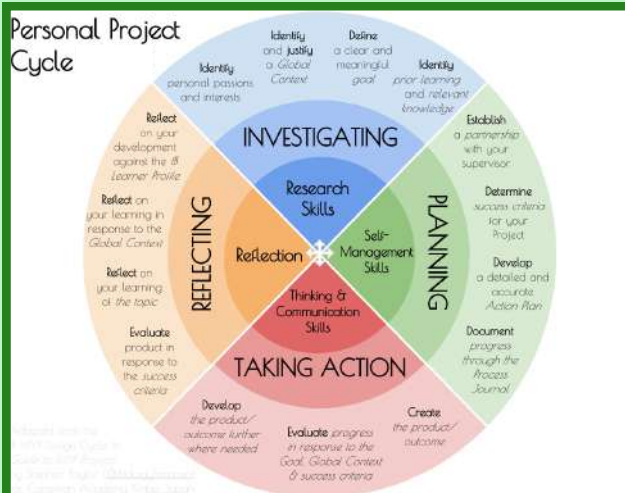 Personal Project
Cycle
Identify
personal passions
and interests
Identify
and justify
a Global
Context
Define
a clear and
meaningful
goal
Identify
prior learning
and relevant
knowledge
INVESTIGATING
Research
Skills
Establish
a partnership
with your
supervisor
Determine
success criteria
for your
Project
Develop
a detailed and
accurate
Action Plan
Document
progress
through the
Process
Journal
PLANNING
Self-
Management
Skills
Create
the product/
outcome
Evaluate progress
in response to the
Goal, Global Context
& success criteria
Develop
the product/
outcome further
where needed
TAKING ACTION
Thinking &
Communication
Skills
Evaluate
product in
response to
the success
criteria
Reflect on
your learning
of the topic
Reflect on
your learning in
response to the
Global Context
Reflect
on your
development
against the IB
Learner Profile
REFLECTING
Reflection